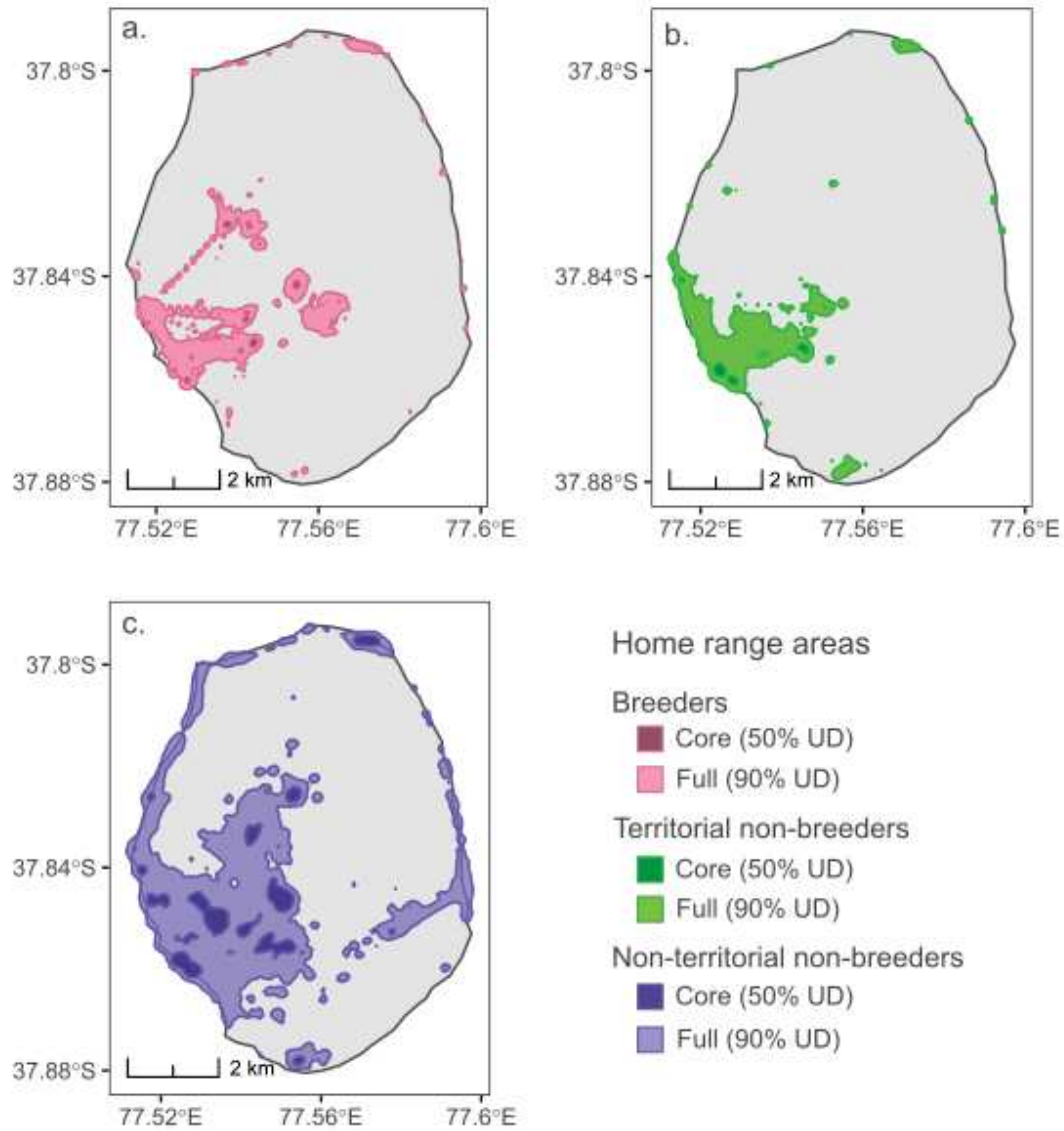 a.
37.8°S
37.84°S
37.88°S
2 km
77.52°E
77.56°E
77.6°E
b.
37.8°S
37.84°S
37.88°S
2 km
77.52°E
77.56°E
77.6°E
c.
37.8°S
37.84°S
37.88°S
2 km
77.52°E
77.56°E
77.6°E
Home range areas
Breeders
Core (50% UD)
Full (90% UD)
Territorial non-breeders
Core (50% UD)
Full (90% UD)
Non-territorial non-breeders
Core (50% UD)
Full (90% UD)